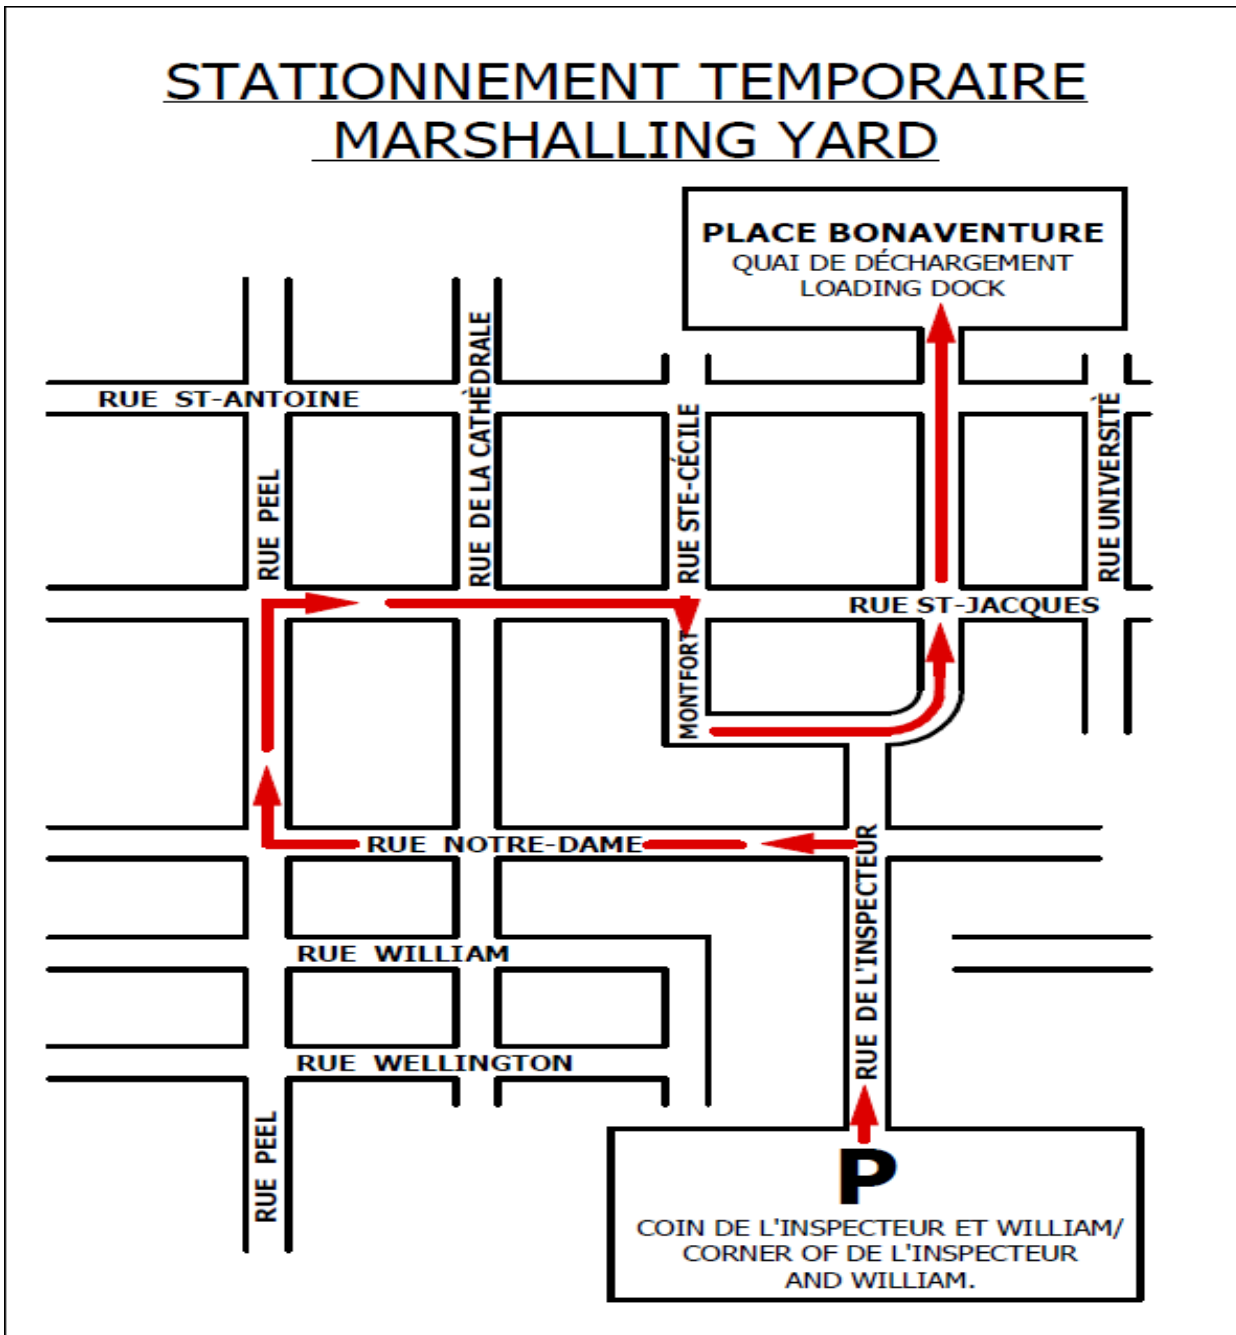 STATIONNEMENT TEMPORAIRE
MARSHALLING YARD
PLACE BONAVENTURE
QUAI DE DÉCHARGEMENT
LOADING DOCK
RUE ST-ANTOINE
RUE PEEL
RUE DE LA CATHÈDRALE
RUE STE-CÉCILE
RUE UNIVERSITÉ
RUE ST-JACQUES
MONTFORT
RUE NOTRE-DAME
RUE DE L'INSPECTEUR
RUE WILLIAM
RUE WELLINGTON
RUE PEEL
P
COIN DE L'INSPECTEUR ET WILLIAM/
CORNER OF DE L'INSPECTEUR
AND WILLIAM.